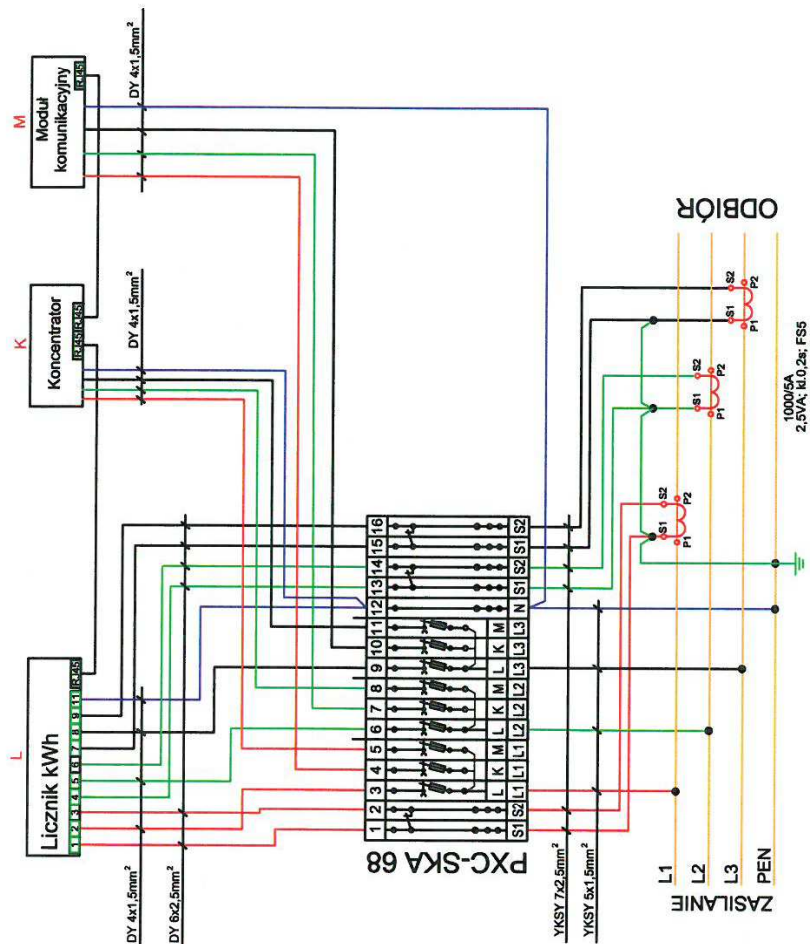 M
Moduł
komunikacyjny
RJ45
DY 4x1,5mm²
K
Koncentrator
RJ45 RJ45
DY 4x1,5mm²
L
Licznik kWh
1 2 3 4 5 6 7 8 9 11 RJ45
DY 4x1,5mm²
DY 6x2,5mm²
1 2 3 4 5 6 7 8 9 10 11 12 13 14 15 16
L K M L K M L K M
S1 S2 L1 L1 L1 L2 L2 L2 L3 L3 L3 N S1 S2 S1 S2
PXC-SKA 68
YKSY 7x2,5mm²
YKSY 5x1,5mm²
S1 S2
P1 P2
S1 S2
P1 P2
S1 S2
P1 P2
L1
L2
L3
PEN
ZASILANIE
ODBIÓR
1000/5A
2,5VA; kl.0,2s; FS5